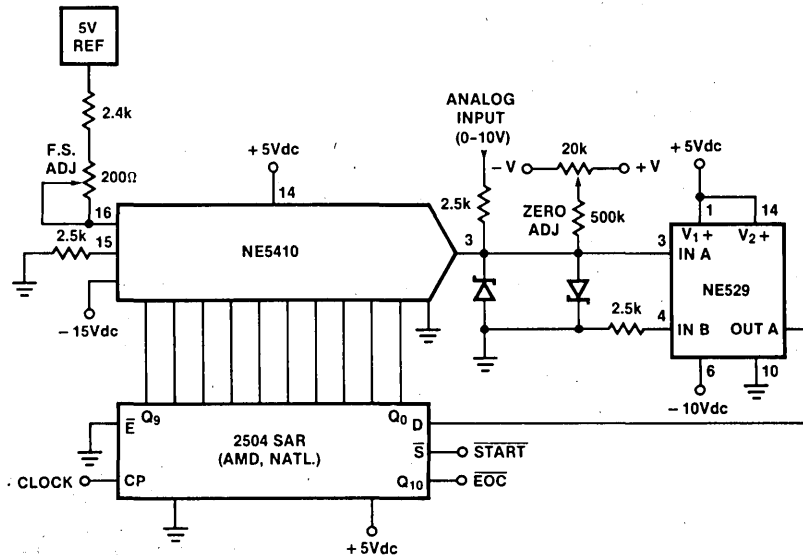 5V
REF
2.4k
F.S.
ADJ
200Ω
+5Vdc
14
16
15
2.5k
NE5410
3
-15Vdc
ANALOG
INPUT
(0-10V)
2.5k
20k
-V
+V
ZERO
ADJ
500k
+5Vdc
1
14
V1+
V2+
3
IN A
NE529
2.5k
4
IN B
OUT A
6
10
-10Vdc
Q9
Q0
E
D
2504 SAR
(AMD, NATL.)
S
START
CLOCK
CP
Q10
EOC
+5Vdc